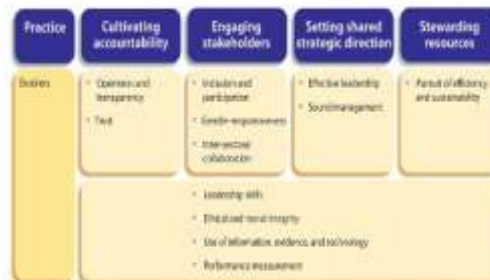 Practice
Cultivating
accountability
Engaging
stakeholders
Setting shared
strategic direction
Stewarding
resources
Enablers
• Openness and
transparency
• Trust
• Inclusion and
participation
• Gender-responsiveness
• Inter-sectoral
collaboration
• Effective leadership
• Sound management
• Pursuit of efficiency
and sustainability
• Leadership skills
• Ethical and moral integrity
• Use of information, evidence, and technology
• Performance measurement